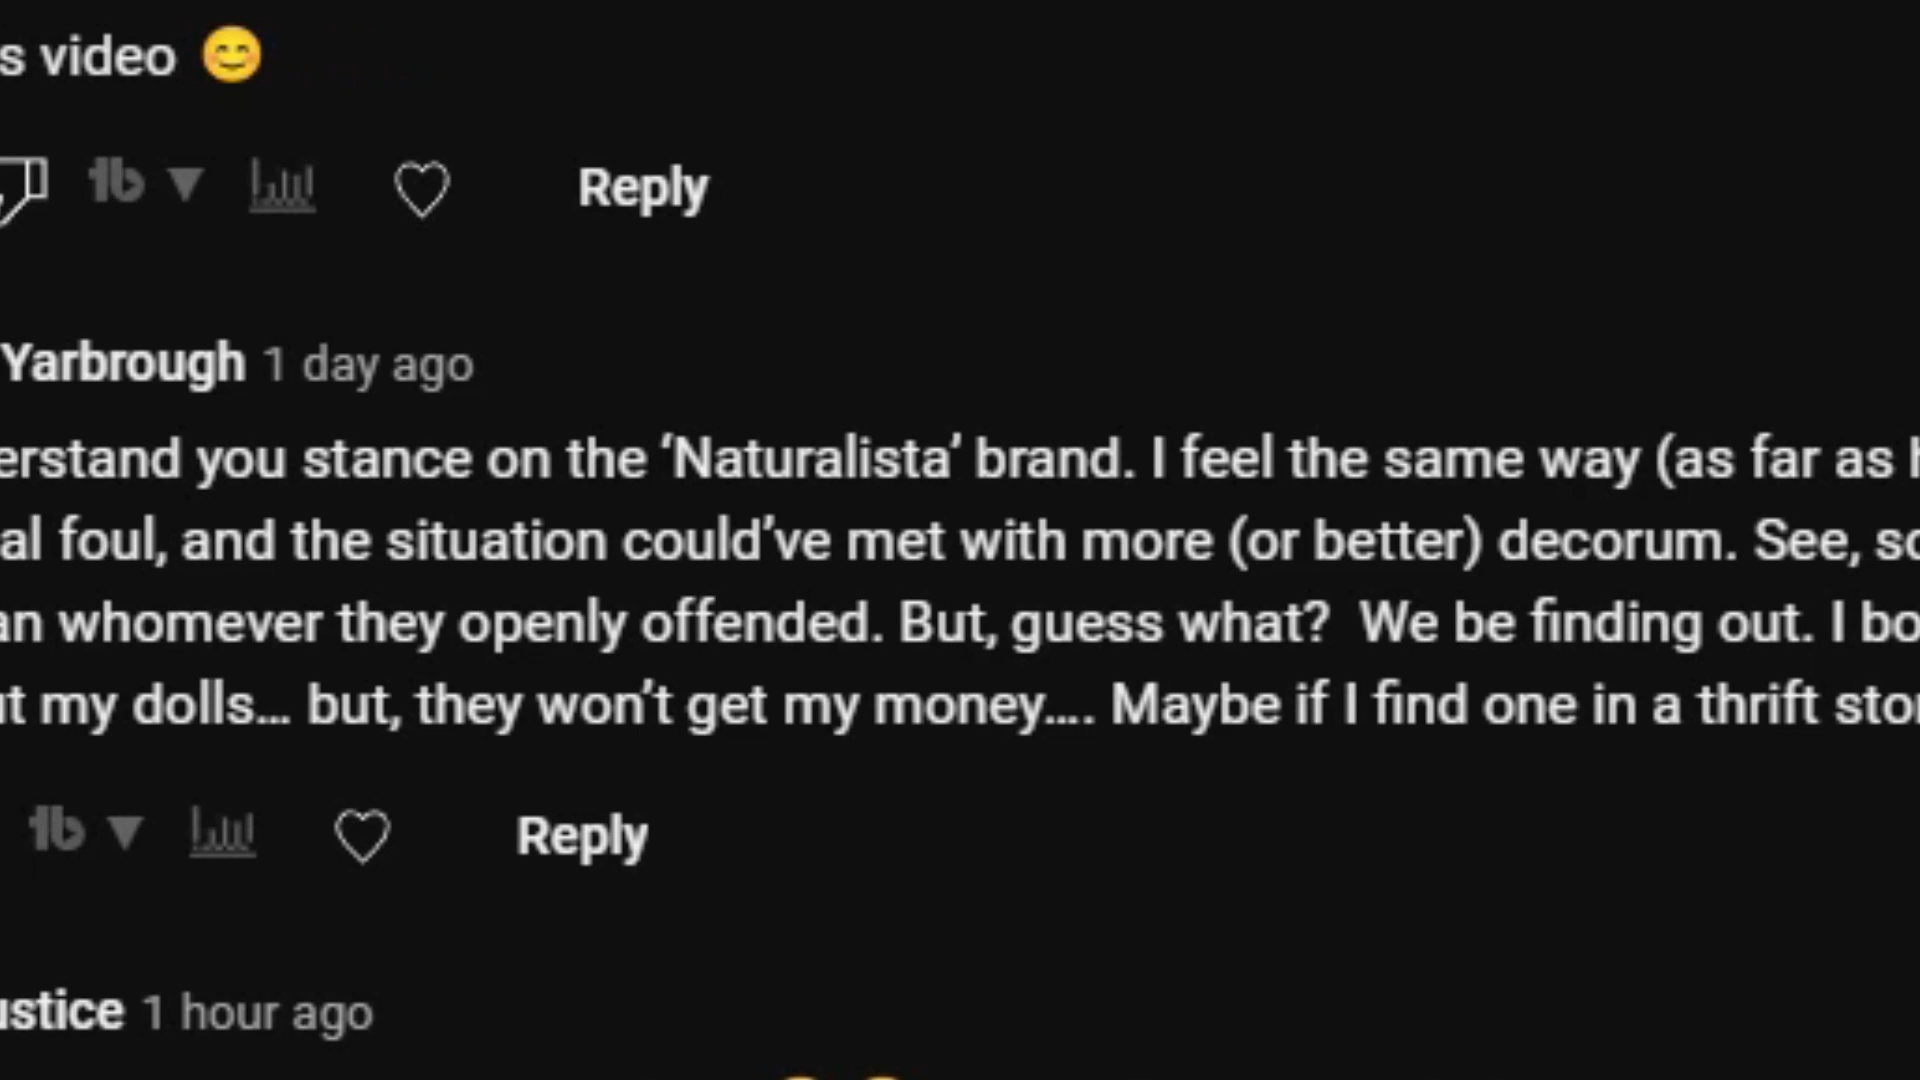 s video 😊
Reply
Yarbrough 1 day ago
erstand you stance on the ‘Naturalista’ brand. I feel the same way (as far as h
al foul, and the situation could’ve met with more (or better) decorum. See, so
an whomever they openly offended. But, guess what?  We be finding out. I bo
ut my dolls… but, they won’t get my money…. Maybe if I find one in a thrift stor
Reply
ustice 1 hour ago